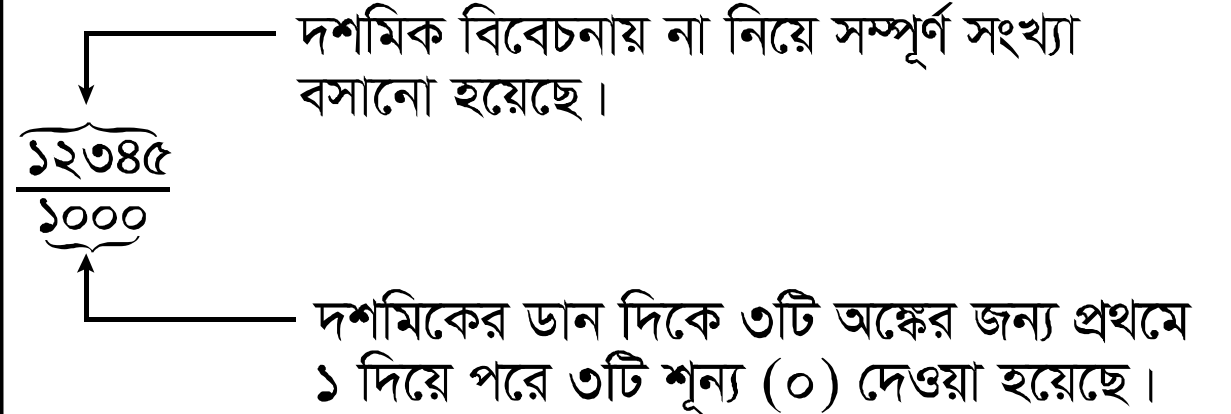 দশমিক বিবেচনায় না নিয়ে সম্পূর্ণ সংখ্যা
বসানো হয়েছে।
১২৩৪৫
১০০০
দশমিকের ডান দিকে ৩টি অঙ্কের জন্য প্রথমে
১ দিয়ে পরে ৩টি শূন্য (০) দেওয়া হয়েছে।